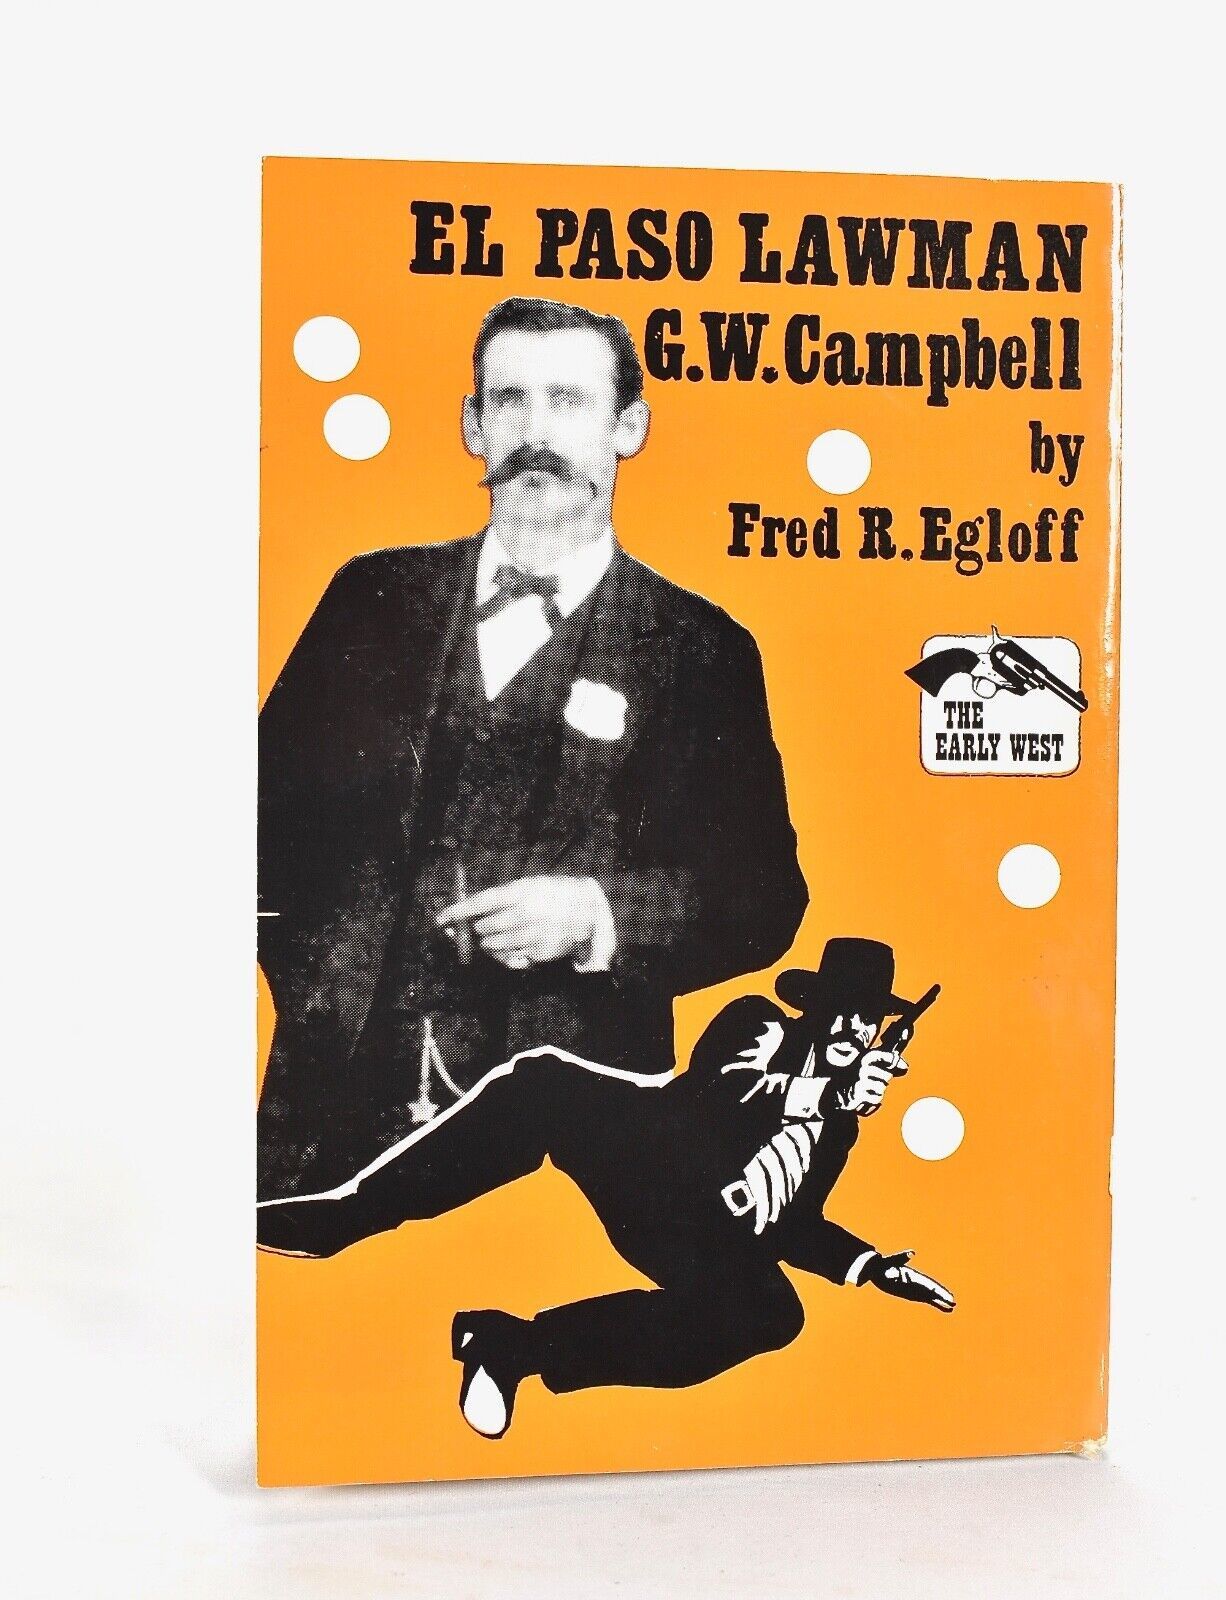 EL PASO LAWMAN
G.W. Campbell
by
Fred R. Egloff
THE
EARLY WEST